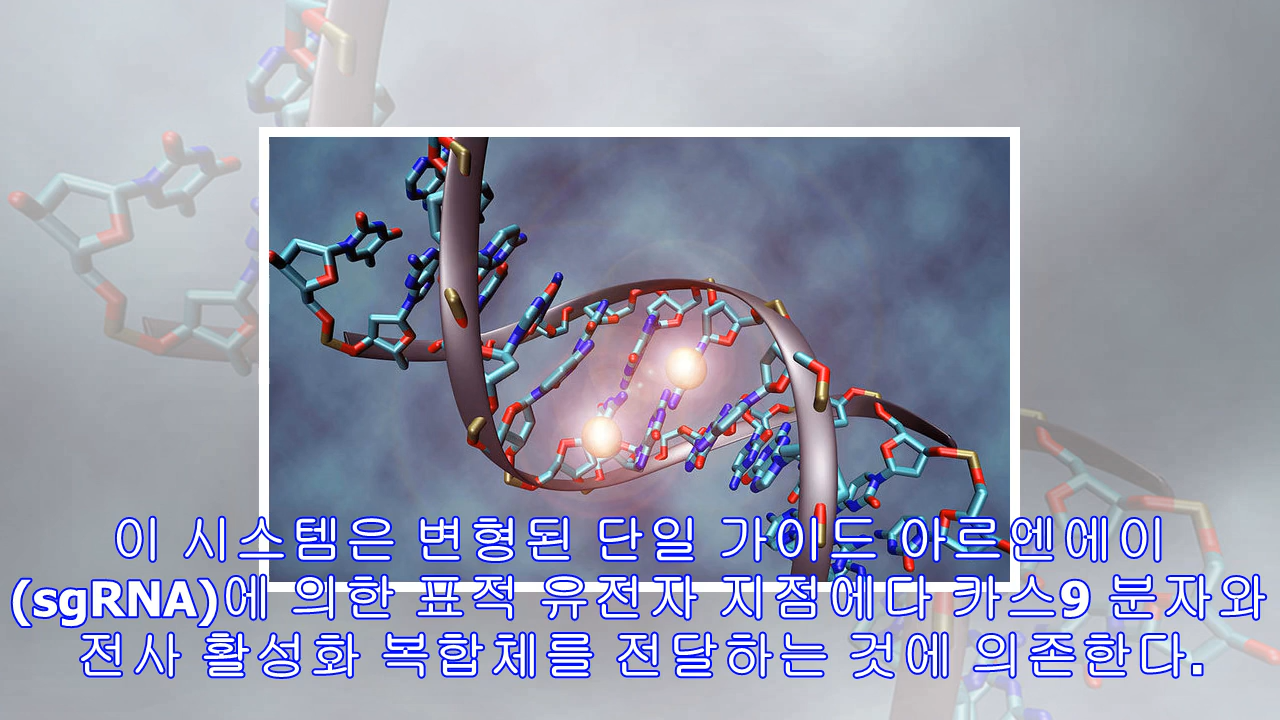 이 시스템은 변형된 단일 가이드 아르엔에이
(sgRNA)에 의한 표적 유전자 지점에다 카스9 분자와
전사 활성화 복합체를 전달하는 것에 의존한다.